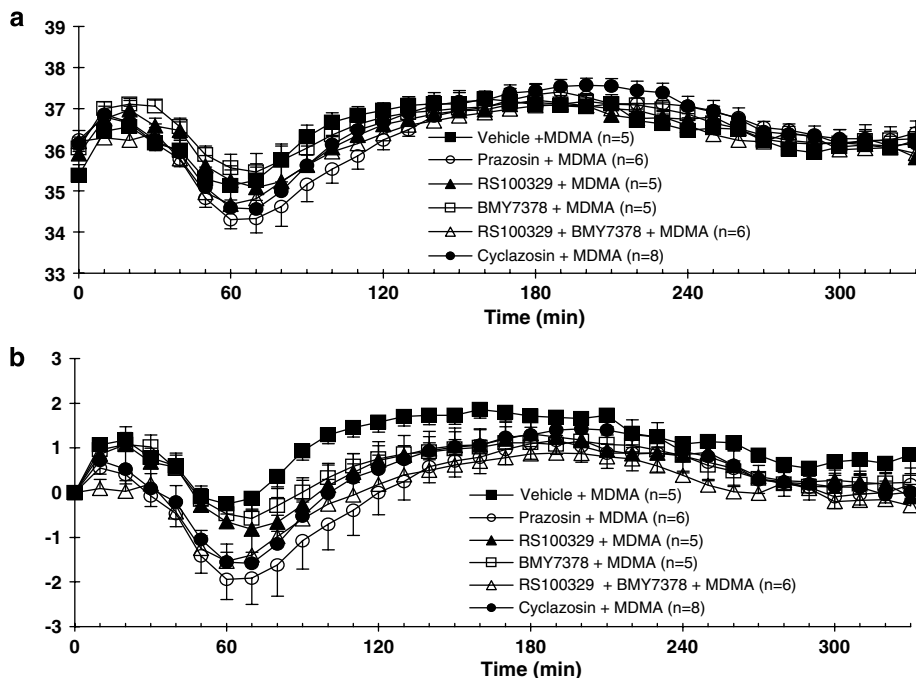 a
39
38
37
36
35
34
33
Vehicle +MDMA (n=5)
Prazosin + MDMA (n=6)
RS100329 + MDMA (n=5)
BMY7378 + MDMA (n=5)
RS100329 + BMY7378 + MDMA (n=6)
Cyclazosin + MDMA (n=8)
0 60 120 180 240 300
Time (min)
b
3
2
1
0
-1
-2
-3
Vehicle + MDMA (n=5)
Prazosin + MDMA (n=6)
RS100329 + MDMA (n=5)
BMY7378 + MDMA (n=5)
RS100329 + BMY7378 + MDMA (n=6)
Cyclazosin + MDMA (n=8)
0 60 120 180 240 300
Time (min)